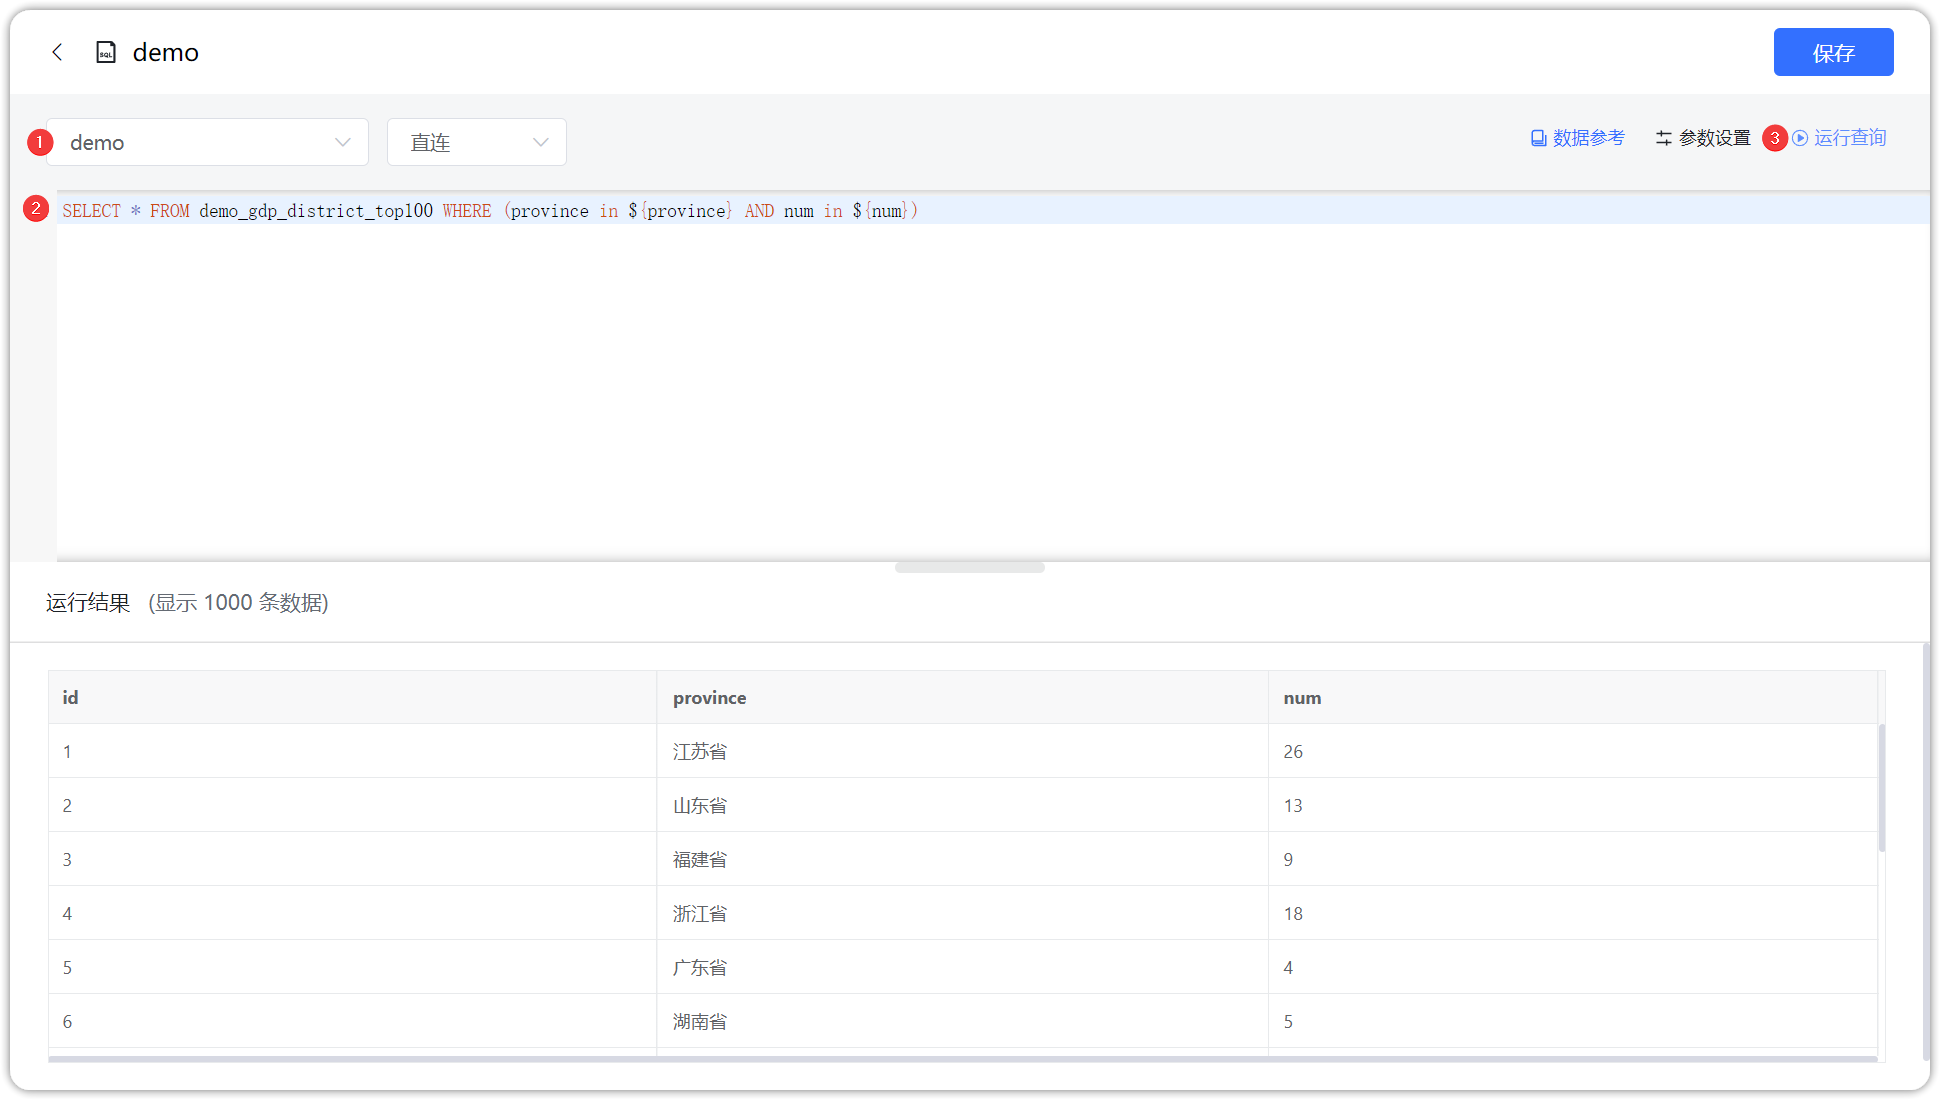 demo
保存
1 demo 直连 数据参考 参数设置 3 运行查询
2 SELECT * FROM demo_gdp_district_top100 WHERE (province in ${province} AND num in ${num})
运行结果 (显示 1000 条数据)
id province num
1 江苏省 26
2 山东省 13
3 福建省 9
4 浙江省 18
5 广东省 4
6 湖南省 5